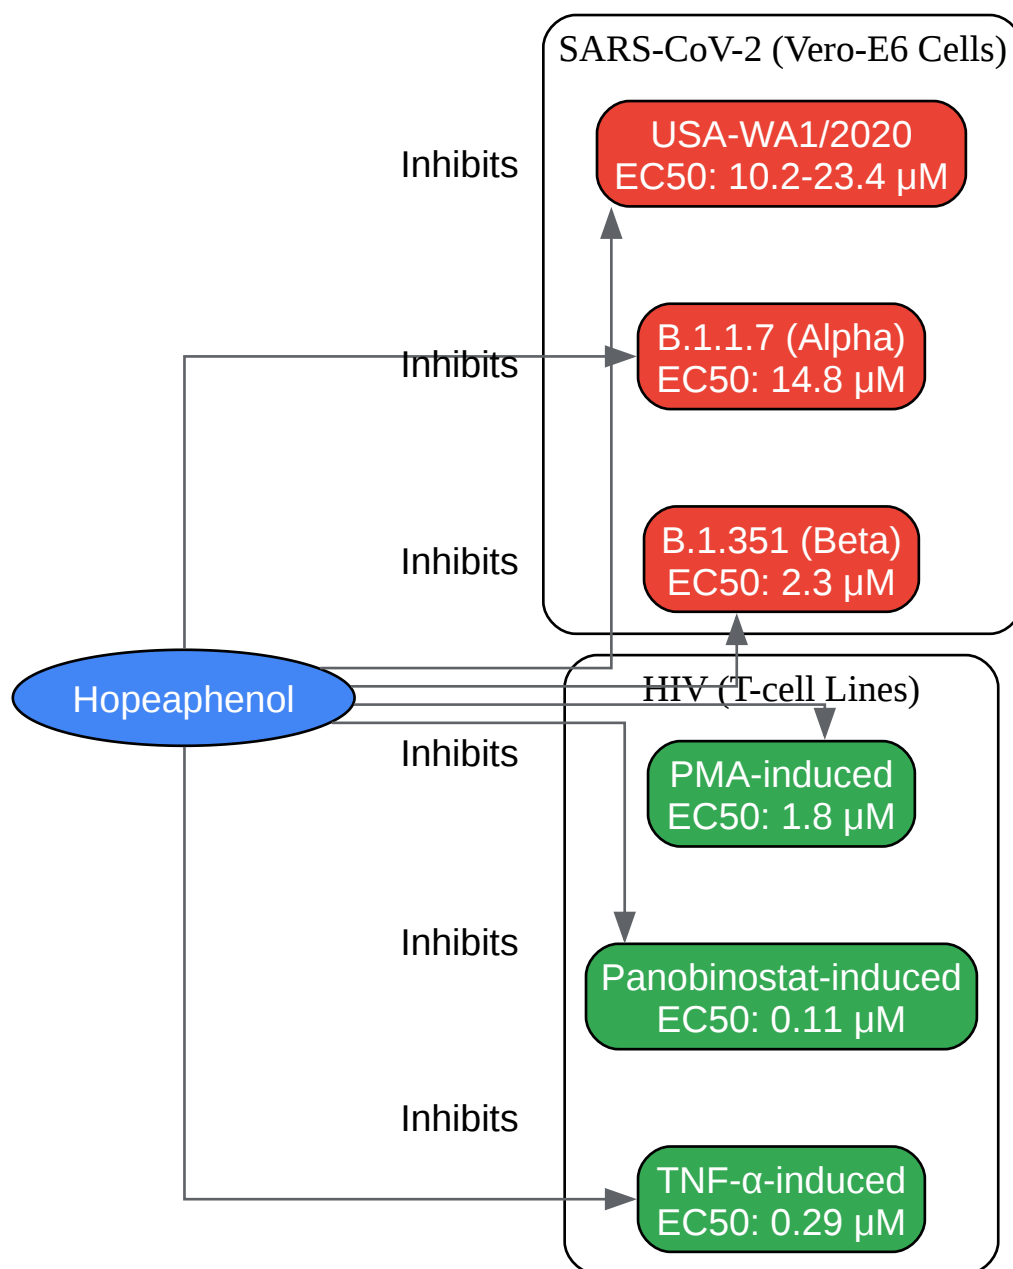 SARS-CoV-2 (Vero-E6 Cells)
Inhibits
USA-WA1/2020
EC50: 10.2-23.4 μM
Inhibits
B.1.1.7 (Alpha)
EC50: 14.8 μM
Inhibits
B.1.351 (Beta)
EC50: 2.3 μM
Hopeaphenol
HIV (T-cell Lines)
Inhibits
PMA-induced
EC50: 1.8 μM
Inhibits
Panobinostat-induced
EC50: 0.11 μM
Inhibits
TNF-α-induced
EC50: 0.29 μM